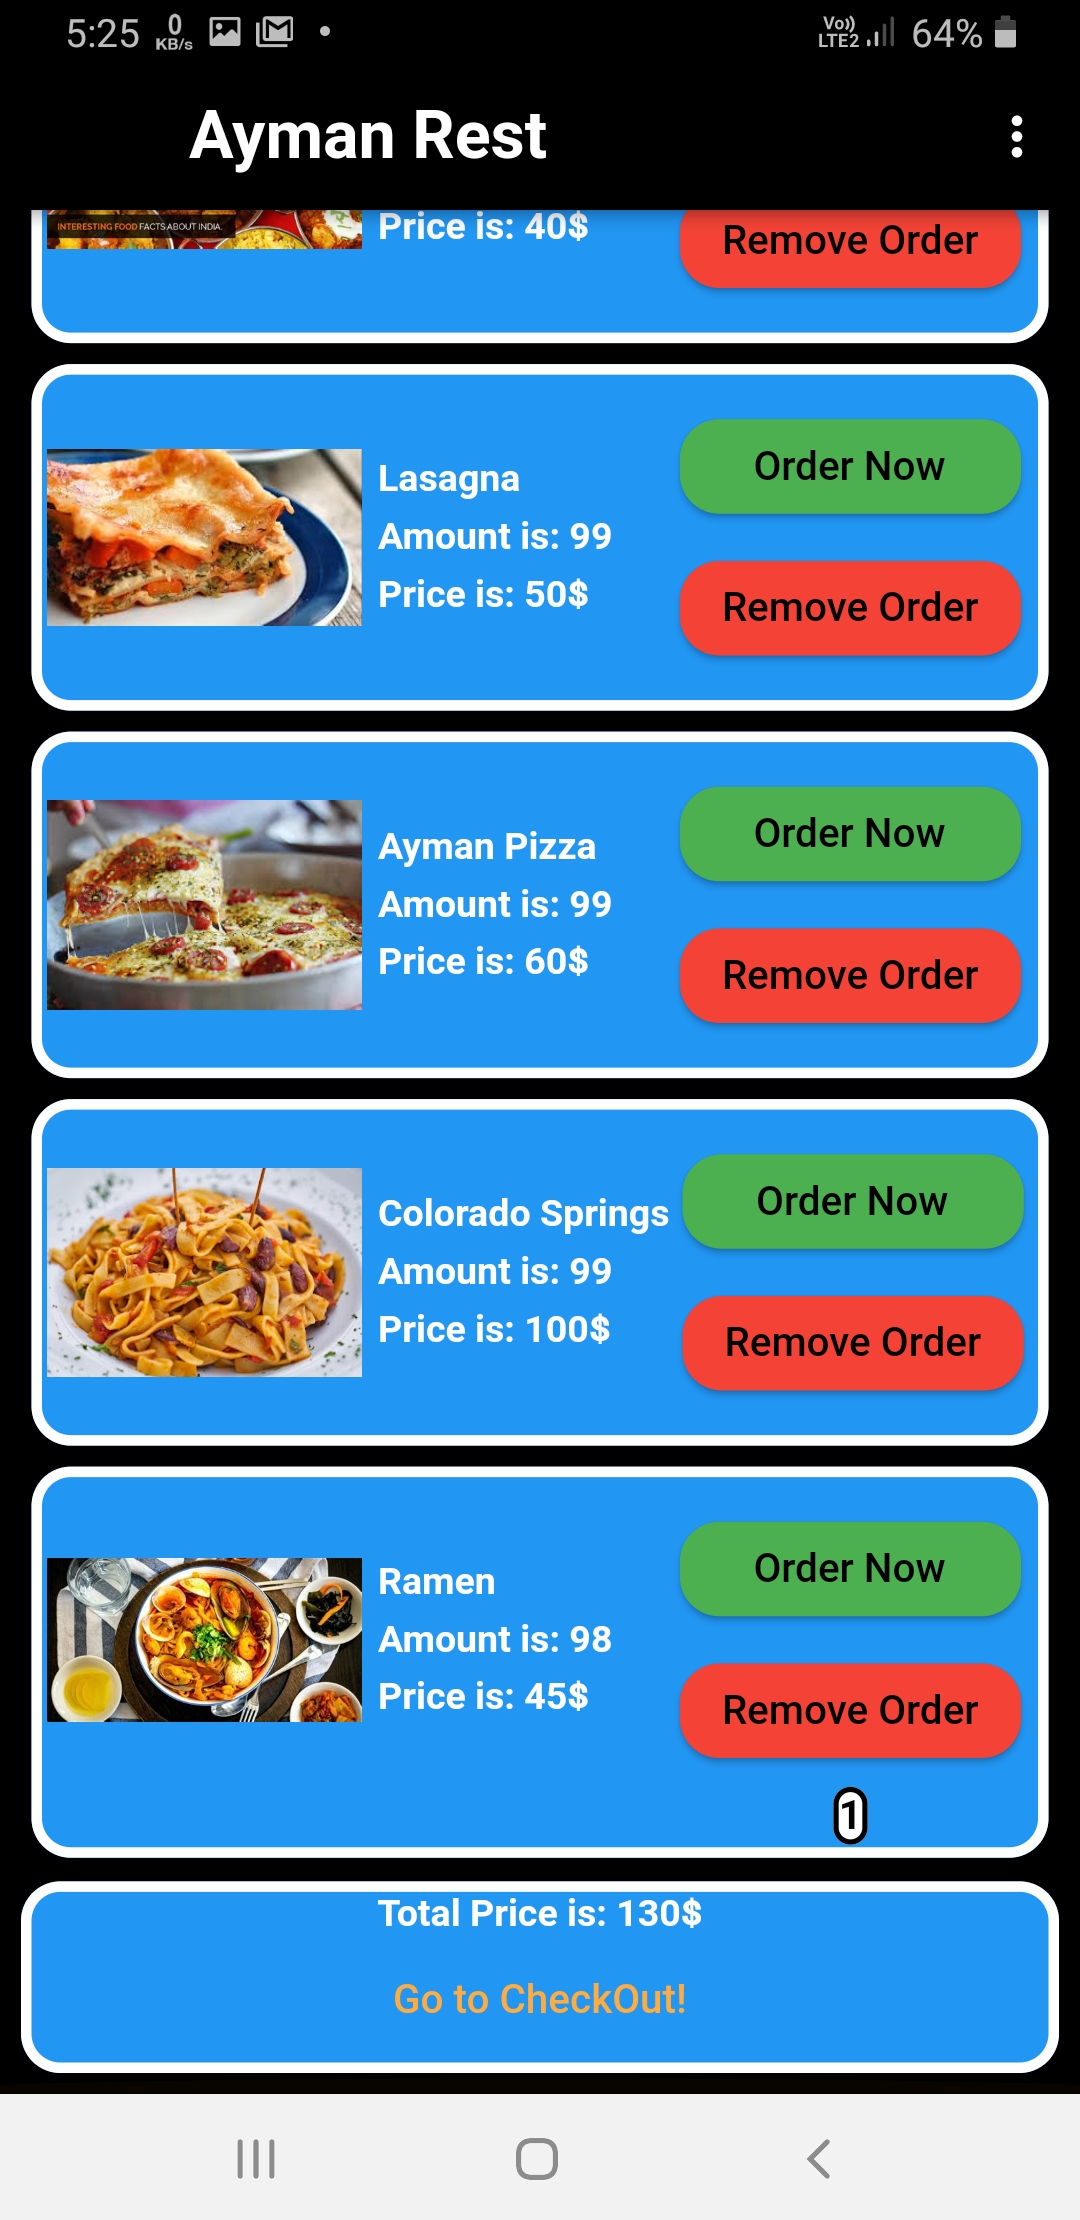 5:25 0 KB/s Vo)) LTE2 64%
Ayman Rest
INTERESTING FOOD FACTS ABOUT INDIA.
Price is: 40$
Remove Order
Lasagna
Amount is: 99
Price is: 50$
Order Now
Remove Order
Ayman Pizza
Amount is: 99
Price is: 60$
Order Now
Remove Order
Colorado Springs
Amount is: 99
Price is: 100$
Order Now
Remove Order
Ramen
Amount is: 98
Price is: 45$
Order Now
Remove Order
1
Total Price is: 130$
Go to CheckOut!